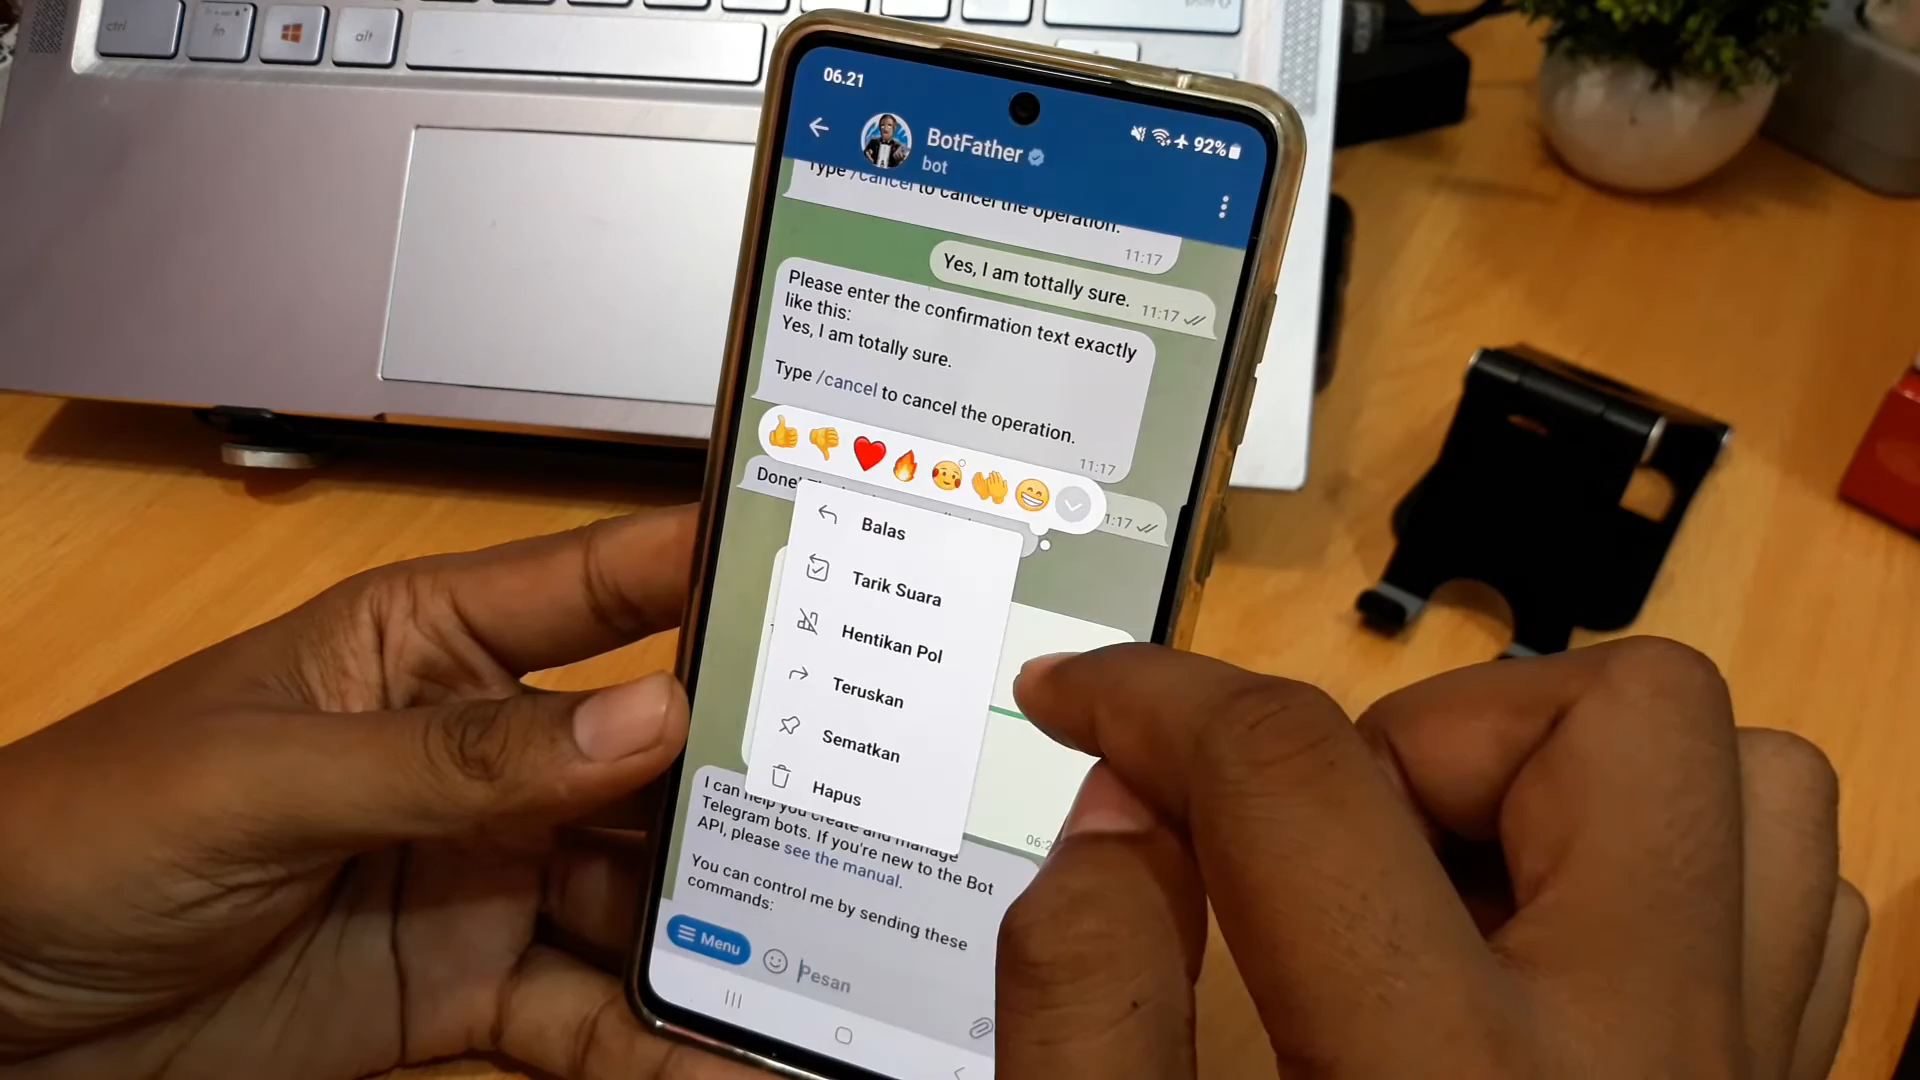 ctrl
fn
alt
06.21
92%
BotFather
bot
Type /cancel to cancel the operation.
11:17
Yes, I am tottally sure.
11:17
Please enter the confirmation text exactly
like this:
Yes, I am totally sure.
Type /cancel to cancel the operation.
11:17
Done!
1:17
Balas
Tarik Suara
Hentikan Pol
Teruskan
Sematkan
Hapus
06:2
I can help you create and manage
Telegram bots. If you're new to the Bot
API, please see the manual.
You can control me by sending these
commands:
Menu
Pesan